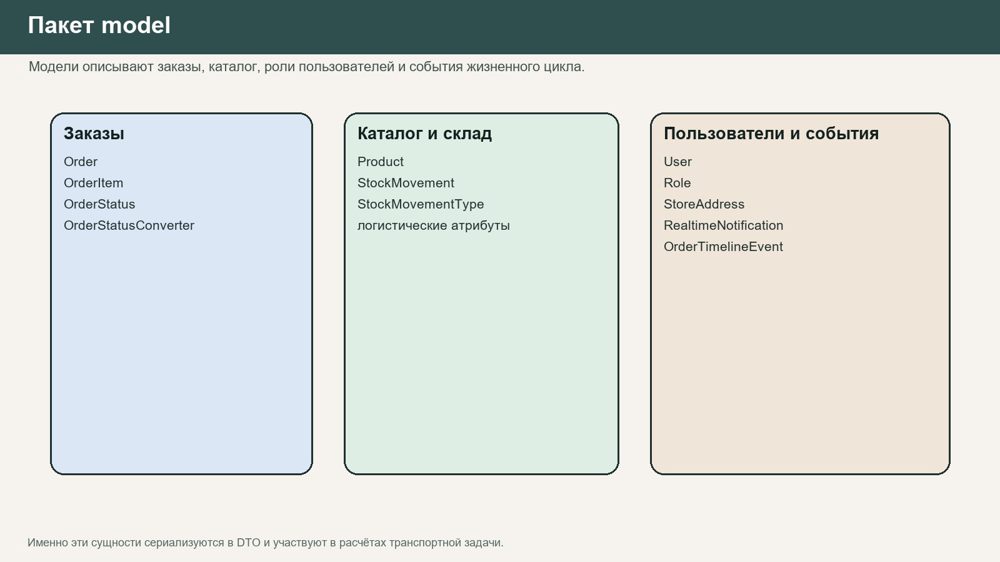 Пакет model
Модели описывают заказы, каталог, роли пользователей и события жизненного цикла.
Заказы
Order
OrderItem
OrderStatus
OrderStatusConverter
Каталог и склад
Product
StockMovement
StockMovementType
логистические атрибуты
Пользователи и события
User
Role
StoreAddress
RealtimeNotification
OrderTimelineEvent
Именно эти сущности сериализуются в DTO и участвуют в расчётах транспортной задачи.